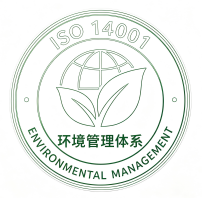 ISO 14001
环境管理体系
ENVIRONMENTAL MANAGEMENT